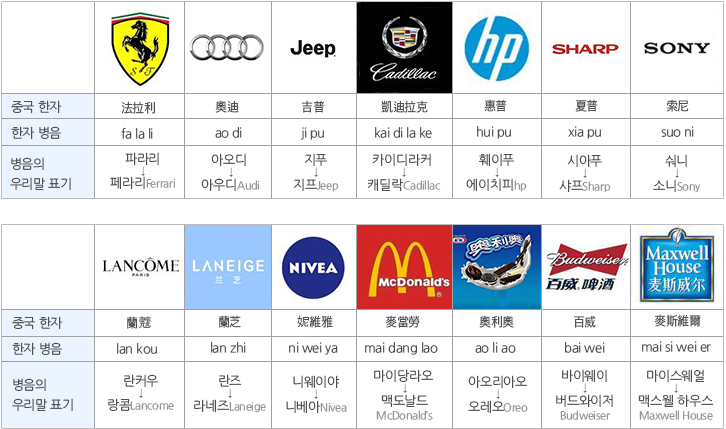 S F
Jeep
Cadillac
hp
SHARP
SONY
중국 한자 法拉利 奧迪 吉普 凱迪拉克 惠普 夏普 索尼
한자 병음 fa la li ao di ji pu kai di la ke hui pu xia pu suo ni
병음의 파라리 아오디 지푸 카이디라커 훼이푸 시아푸 숴니
↓ ↓ ↓ ↓ ↓ ↓ ↓
우리말 표기 페라리Ferrari 아우디Audi 지프Jeep 캐딜락Cadillac 에이치피hp 샤프Sharp 소니Sony
LANCÔME
PARIS
LANEIGE
兰芝
NIVEA
McDonald's
奥利奥
Budweiser
百威 啤酒
Maxwell
House
麦斯威尔
중국 한자 蘭蔻 蘭芝 妮維雅 麥當勞 奧利奧 百威 麥斯維爾
한자 병음 lan kou lan zhi ni wei ya mai dang lao ao li ao bai wei mai si wei er
병음의 란커우 란즈 니웨이야 마이당라오 아오리아오 바이웨이 마이스웨얼
↓ ↓ ↓ ↓ ↓ ↓ ↓
우리말 표기 랑콤Lancome 라네즈Laneige 니베아Nivea 맥도날드 오레오Oreo 버드와이저 맥스웰 하우스
McDonald's Budweiser Maxwell House